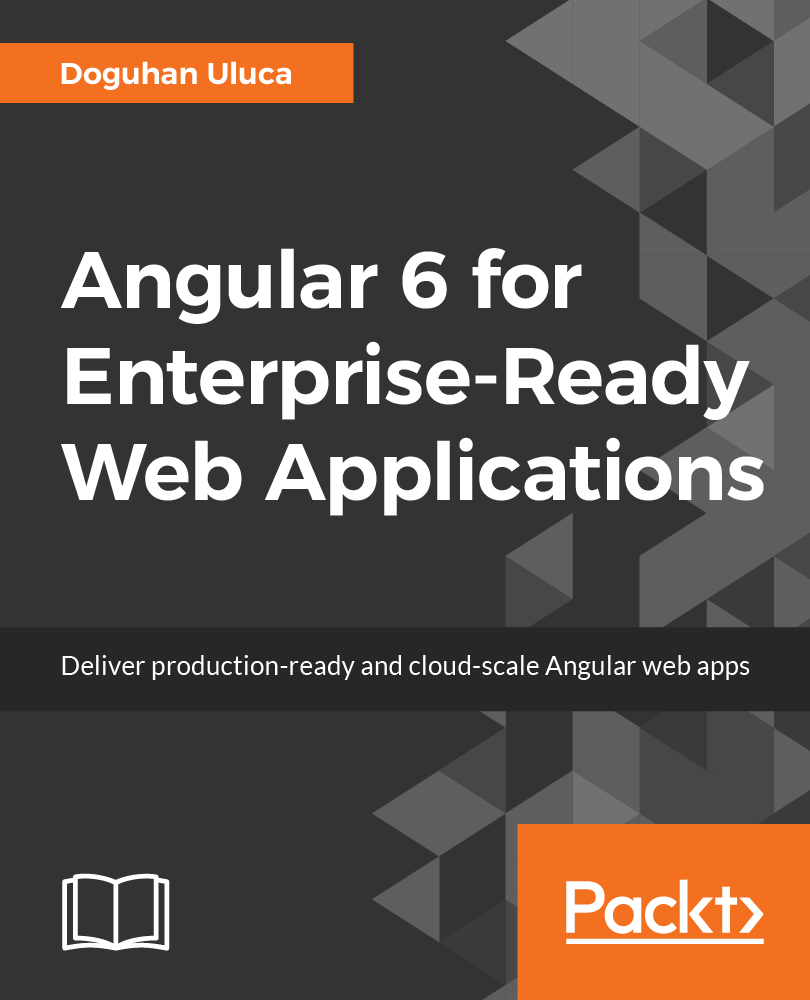 Doguhan Uluca
Angular 6 for
Enterprise-Ready
Web Applications
Deliver production-ready and cloud-scale Angular web apps
Packt